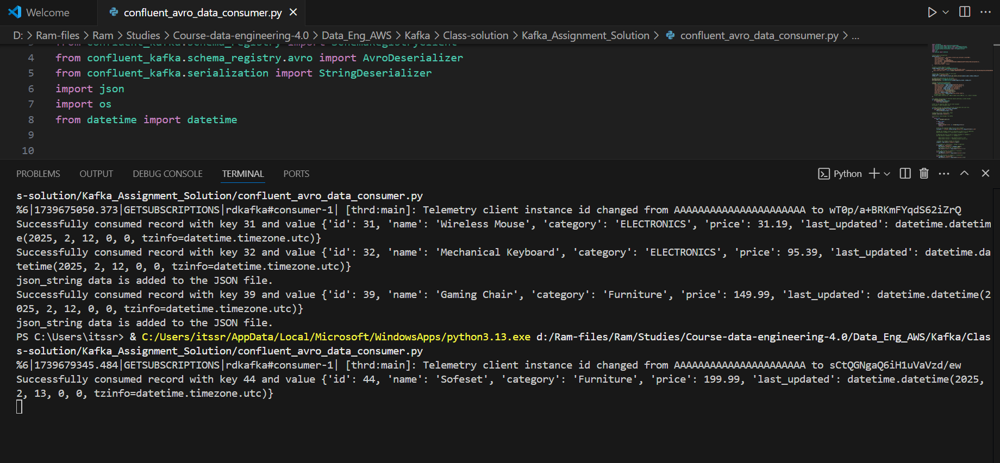 Welcome
confluent_avro_data_consumer.py
D: > Ram-files > Ram > Studies > Course-data-engineering-4.0 > Data_Eng_AWS > Kafka > Class-solution > Kafka_Assignment_Solution > confluent_avro_data_consumer.py > ...
from confluent_kafka.schema_registry import SchemaRegistryClient
4 from confluent_kafka.schema_registry.avro import AvroDeserializer
5 from confluent_kafka.serialization import StringDeserializer
6 import json
7 import os
8 from datetime import datetime
9
10
PROBLEMS OUTPUT DEBUG CONSOLE TERMINAL PORTS Python
s-solution/Kafka_Assignment_Solution/confluent_avro_data_consumer.py
%6|1739675050.373|GETSUBSCRIPTIONS|rdkafka#consumer-1| [thrd:main]: Telemetry client instance id changed from AAAAAAAAAAAAAAAAAAAAAA to wT0p/a+BRKmFYqdS62iZrQ
Successfully consumed record with key 31 and value {'id': 31, 'name': 'Wireless Mouse', 'category': 'ELECTRONICS', 'price': 31.19, 'last_updated': datetime.datetim
e(2025, 2, 12, 0, 0, tzinfo=datetime.timezone.utc)}
Successfully consumed record with key 32 and value {'id': 32, 'name': 'Mechanical Keyboard', 'category': 'ELECTRONICS', 'price': 95.39, 'last_updated': datetime.da
tetime(2025, 2, 12, 0, 0, tzinfo=datetime.timezone.utc)}
json_string data is added to the JSON file.
Successfully consumed record with key 39 and value {'id': 39, 'name': 'Gaming Chair', 'category': 'Furniture', 'price': 149.99, 'last_updated': datetime.datetime(2
025, 2, 12, 0, 0, tzinfo=datetime.timezone.utc)}
json_string data is added to the JSON file.
PS C:\Users\itssr> & C:/Users/itssr/AppData/Local/Microsoft/WindowsApps/python3.13.exe d:/Ram-files/Ram/Studies/Course-data-engineering-4.0/Data_Eng_AWS/Kafka/Clas
s-solution/Kafka_Assignment_Solution/confluent_avro_data_consumer.py
%6|1739679345.484|GETSUBSCRIPTIONS|rdkafka#consumer-1| [thrd:main]: Telemetry client instance id changed from AAAAAAAAAAAAAAAAAAAAAA to sCtQGNgaQ6iH1uVaVzd/ew
Successfully consumed record with key 44 and value {'id': 44, 'name': 'Sofeset', 'category': 'Furniture', 'price': 199.99, 'last_updated': datetime.datetime(2025,
2, 13, 0, 0, tzinfo=datetime.timezone.utc)}